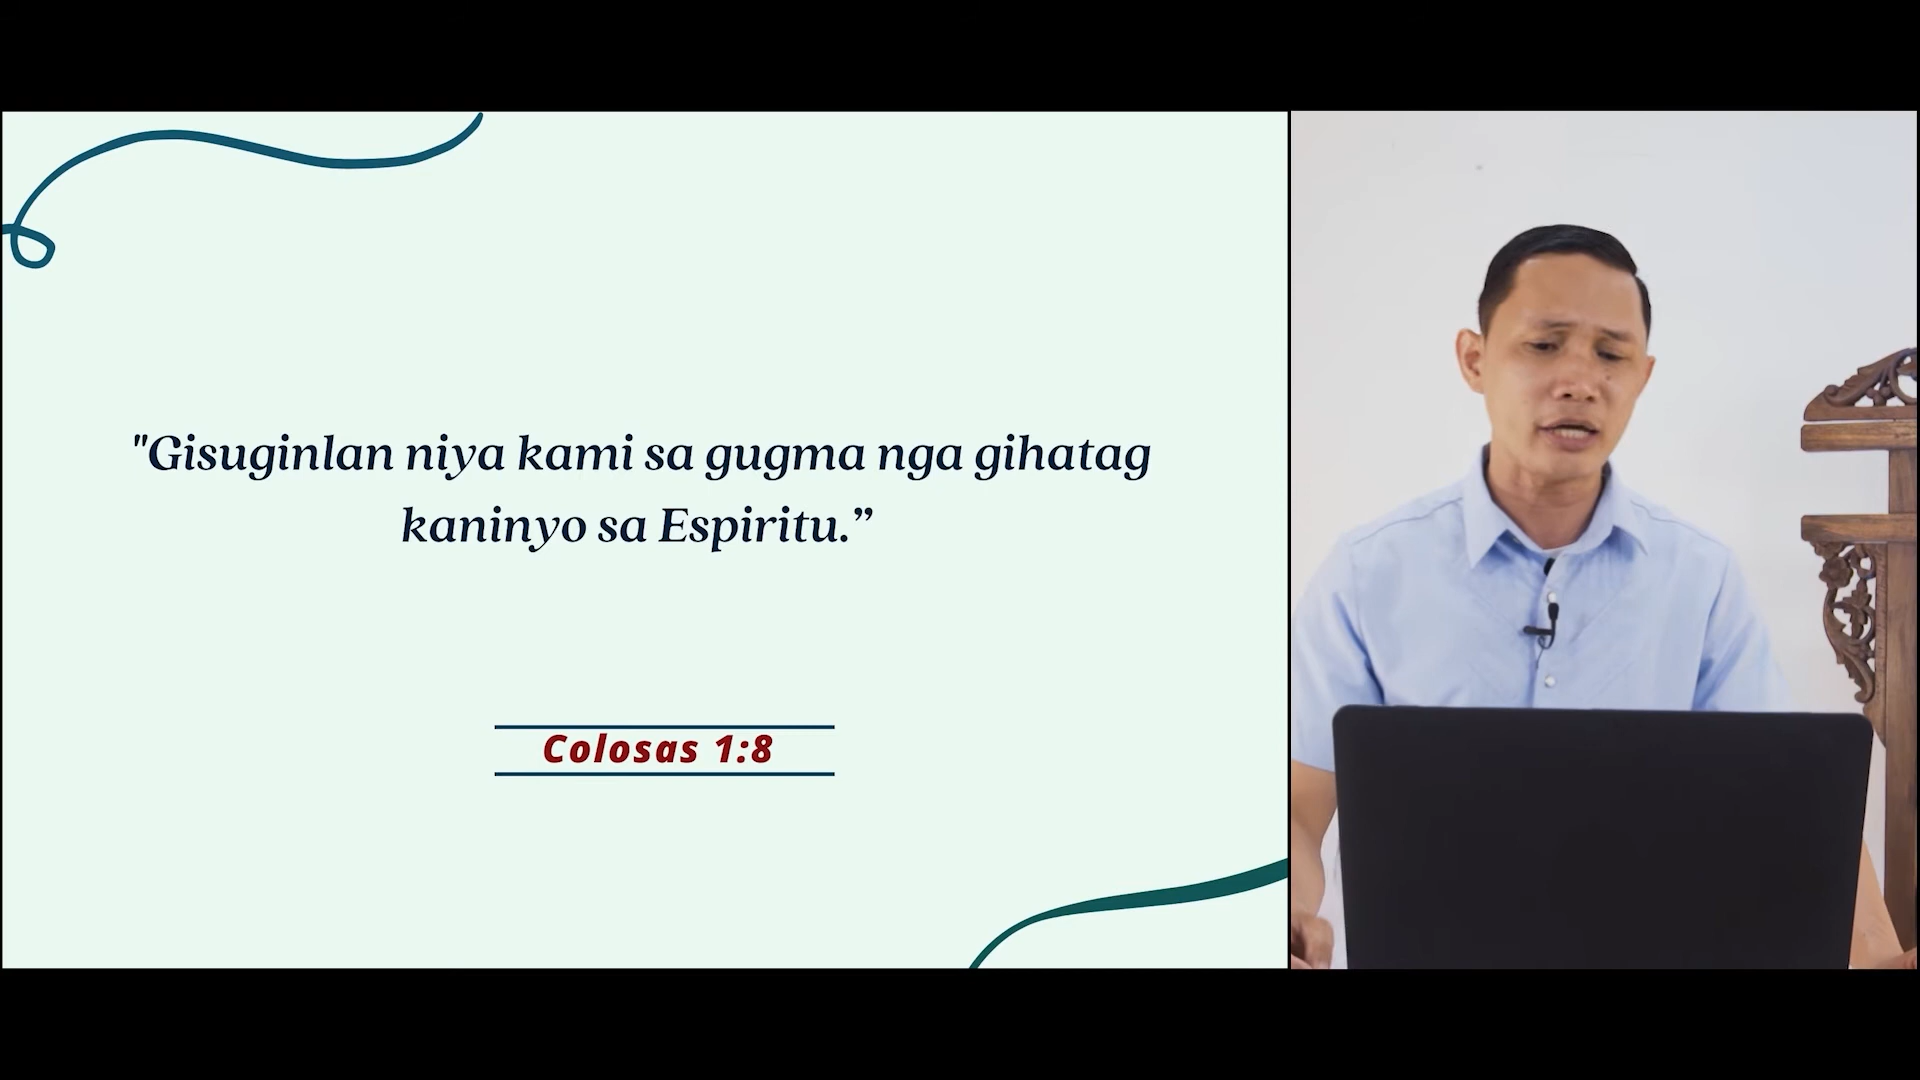 "Gisuginlan niya kami sa gugma nga gihatag
kaninyo sa Espiritu.”
Colosas 1:8